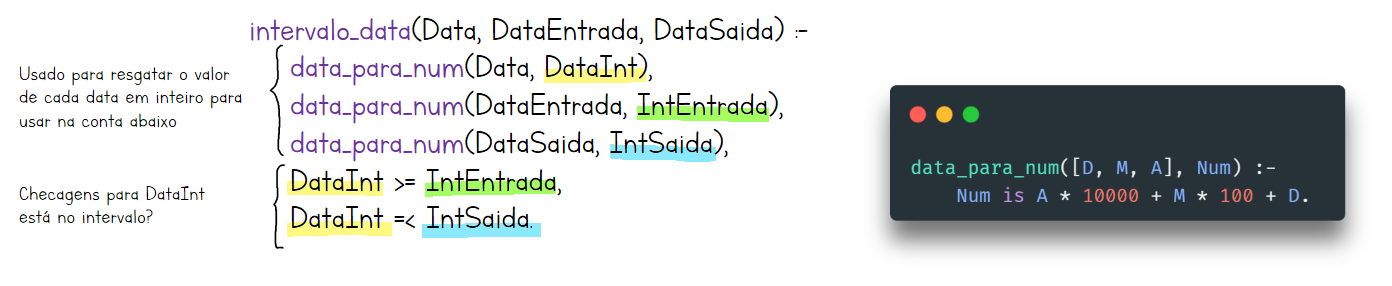 intervalo_data(Data, DataEntrada, DataSaida) :-
Usado para resgatar o valor
de cada data em inteiro para
usar na conta abaixo
data_para_num(Data, DataInt),
data_para_num(DataEntrada, IntEntrada),
data_para_num(DataSaida, IntSaida),
Checagens para DataInt
está no intervalo?
DataInt >= IntEntrada,
DataInt =< IntSaida.
data_para_num([D, M, A], Num) :-
Num is A * 10000 + M * 100 + D.